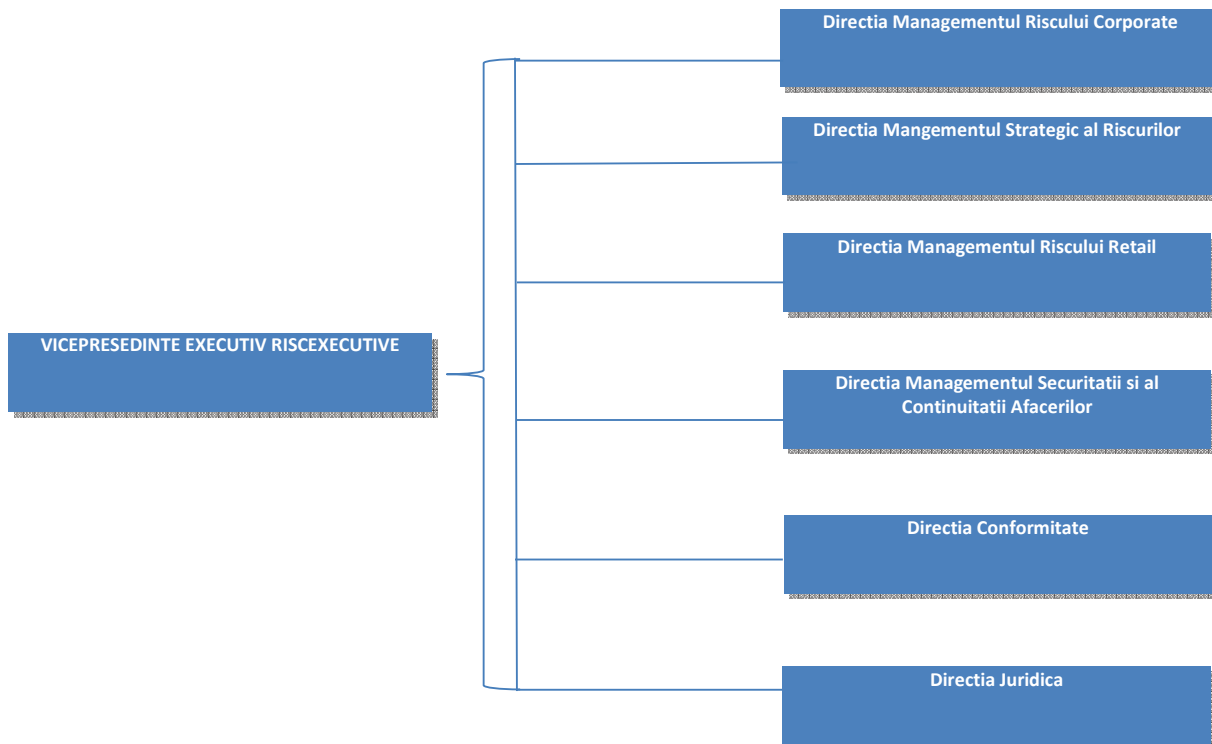 Directia Managementul Riscului Corporate
Directia Mangementul Strategic al Riscurilor
Directia Managementul Riscului Retail
VICEPRESEDINTE EXECUTIV RISCEXECUTIVE
Directia Managementul Securitatii si al
Continuitatii Afacerilor
Directia Conformitate
Directia Juridica